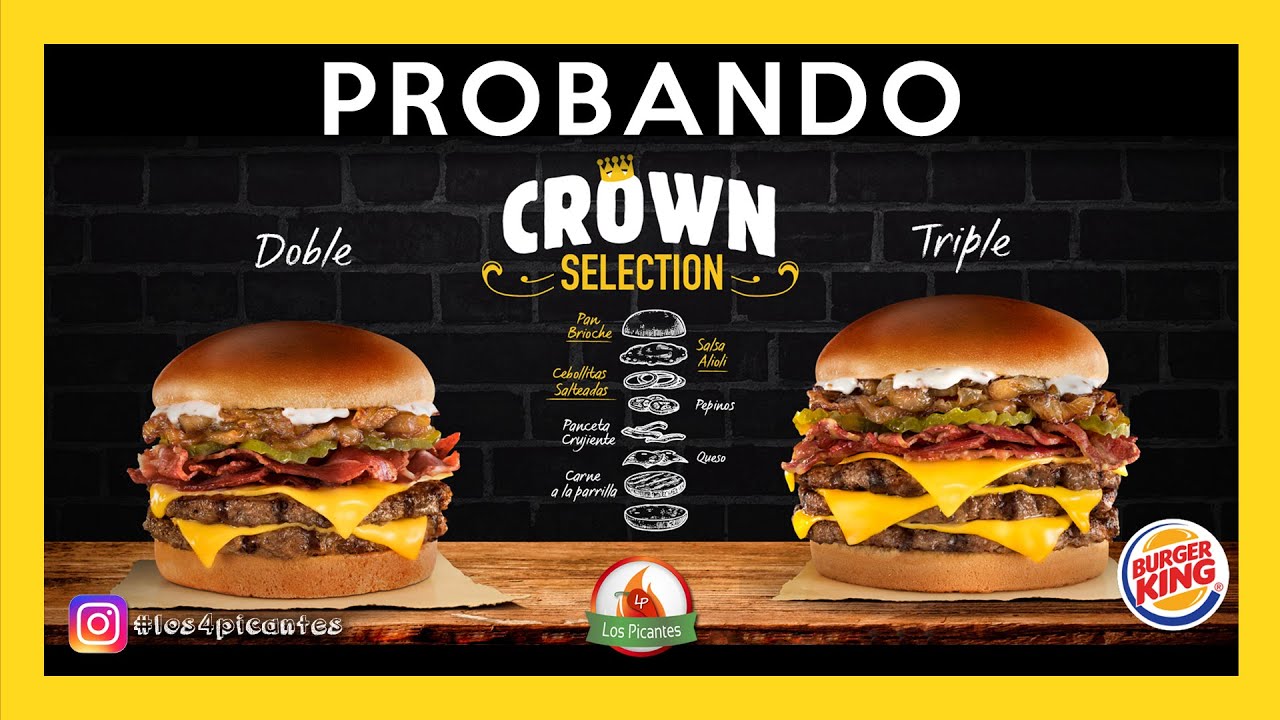 PROBANDO
CROWN
SELECTION
Doble
Triple
Pan
Brioche
Salsa
Alioli
Cebollitas
Salteadas
Pepinos
Panceta
Crujiente
Queso
Carne
a la parrilla
#los4picantes
LP
Los Picantes
BURGER
KING®